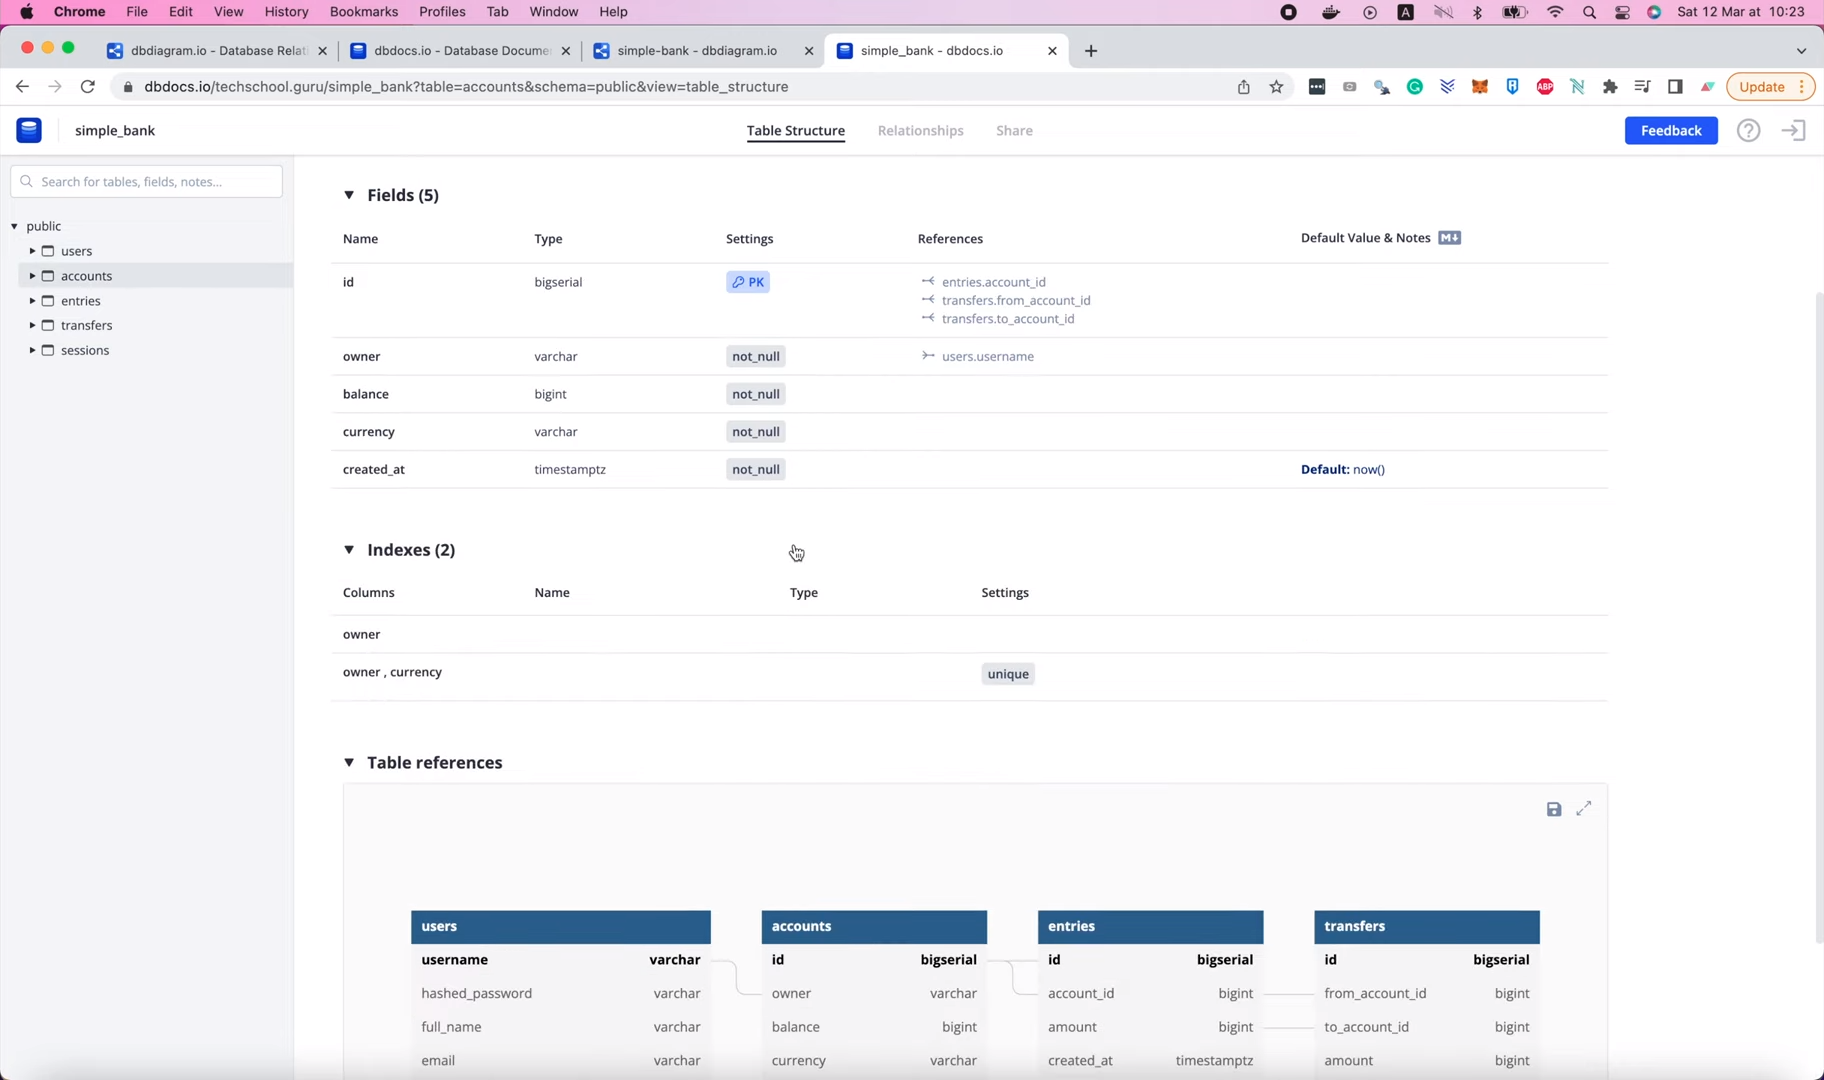 Chrome File Edit View History Bookmarks Profiles Tab Window Help A Sat 12 Mar at 10:23
dbdiagram.io - Database Relat dbdocs.io - Database Docume simple-bank - dbdiagram.io simple_bank - dbdocs.io
dbdocs.io/techschool.guru/simple_bank?table=accounts&schema=public&view=table_structure ABP Update
simple_bank Table Structure Relationships Share Feedback
Search for tables, fields, notes...
public
users
accounts
entries
transfers
sessions
Fields (5)
Name Type Settings References Default Value & Notes M
id bigserial PK entries.account_id
transfers.from_account_id
transfers.to_account_id
owner varchar not_null users.username
balance bigint not_null
currency varchar not_null
created_at timestamptz not_null Default: now()
Indexes (2)
Columns Name Type Settings
owner
owner , currency unique
Table references
users accounts entries transfers
username varchar id bigserial id bigserial id bigserial
hashed_password varchar owner varchar account_id bigint from_account_id bigint
full_name varchar balance bigint amount bigint to_account_id bigint
email varchar currency varchar created_at timestamptz amount bigint